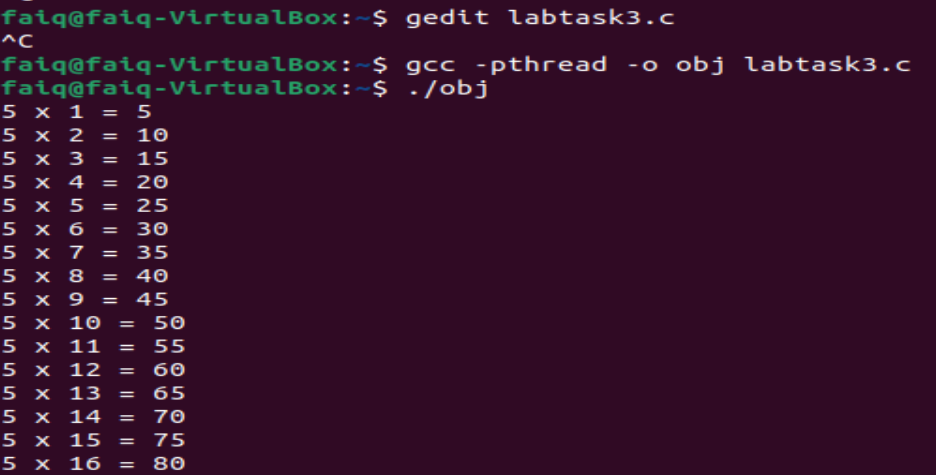 faiq@faiq-VirtualBox:~$ gedit labtask3.c
^C
faiq@faiq-VirtualBox:~$ gcc -pthread -o obj labtask3.c
faiq@faiq-VirtualBox:~$ ./obj
5 x 1 = 5
5 x 2 = 10
5 x 3 = 15
5 x 4 = 20
5 x 5 = 25
5 x 6 = 30
5 x 7 = 35
5 x 8 = 40
5 x 9 = 45
5 x 10 = 50
5 x 11 = 55
5 x 12 = 60
5 x 13 = 65
5 x 14 = 70
5 x 15 = 75
5 x 16 = 80